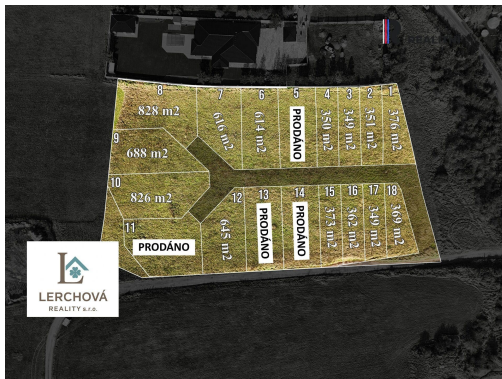 8
828 m2
7
616 m2
6
614 m2
5
PRODÁNO
4
350 m2
3
349 m2
2
351 m2
1
376 m2
9
688 m2
10
826 m2
11
PRODÁNO
12
645 m2
13
PRODÁNO
14
PRODÁNO
15
373 m2
16
362 m2
17
349 m2
18
369 m2
LERCHOVÁ
REALITY s.r.o.